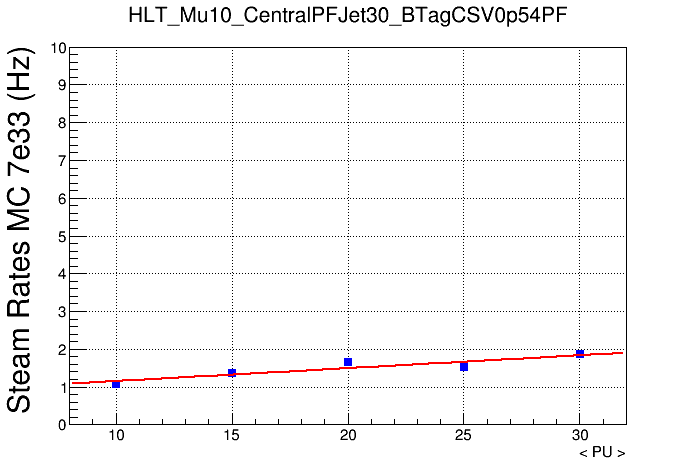 HLT_Mu10_CentralPFJet30_BTagCSV0p54PF
Steam Rates MC 7e33 (Hz)
10
9
8
7
6
5
4
3
2
1
0
10 15 20 25 30
< PU >